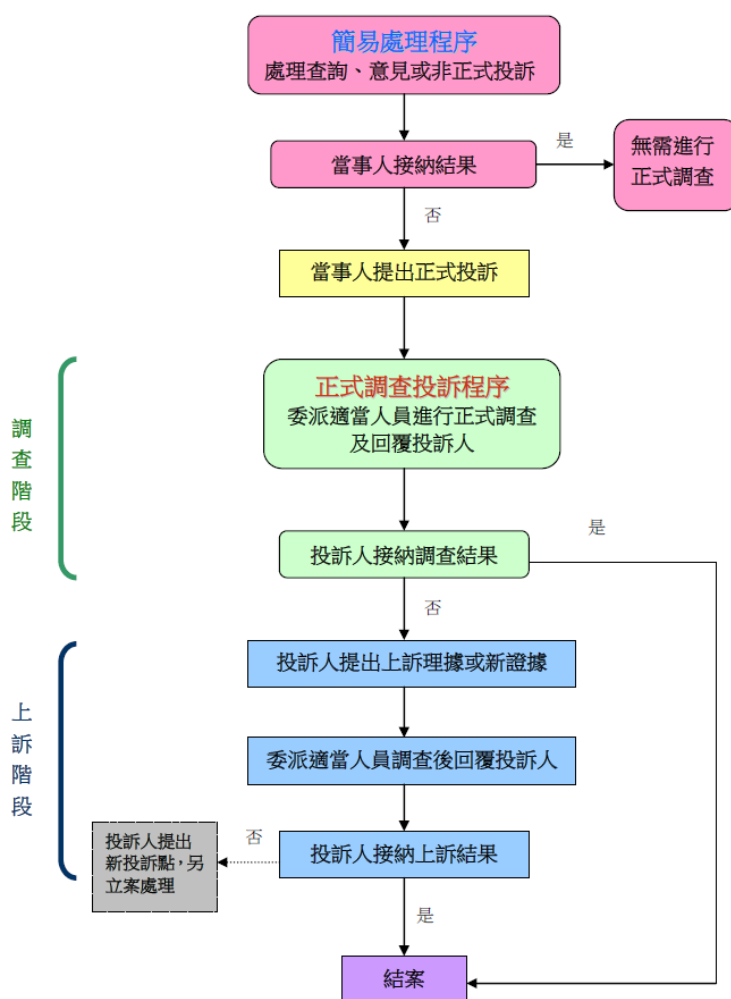 簡易處理程序
處理查詢、意見或非正式投訴
當事人接納結果
是
無需進行
正式調查
否
當事人提出正式投訴
調查階段
正式調查投訴程序
委派適當人員進行正式調查
及回覆投訴人
投訴人接納調查結果
是
否
上訴階段
投訴人提出上訴理據或新證據
委派適當人員調查後回覆投訴人
投訴人接納上訴結果
否
投訴人提出
新投訴點，另
立案處理
是
結案